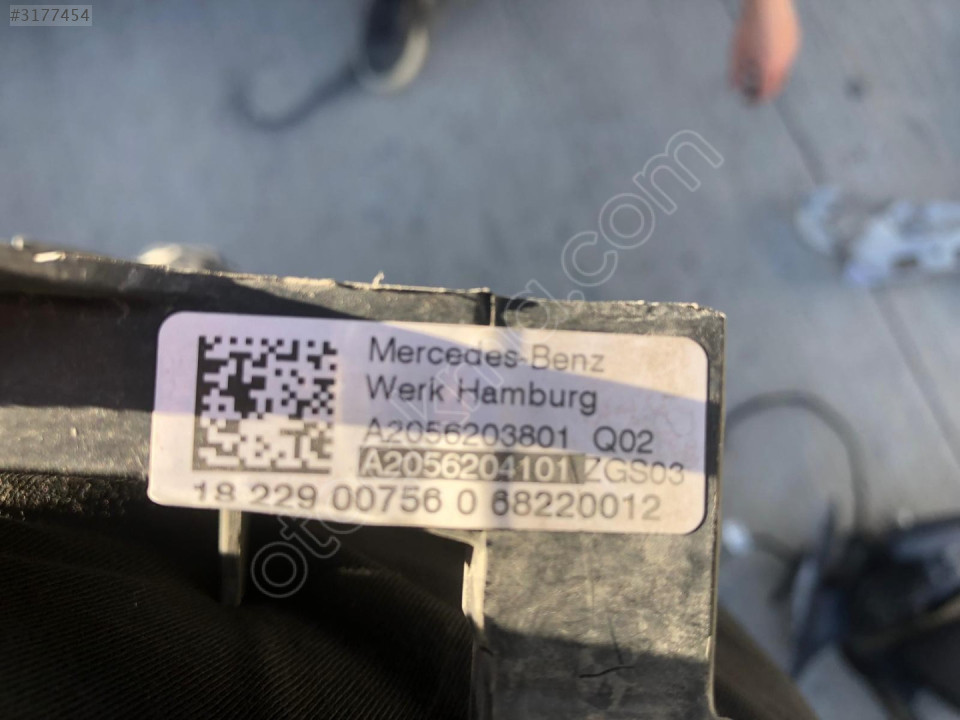 #3177454
Mercedes-Benz
Werk Hamburg
A2056203801 Q02
A2056204101 ZGS03
18 229 00756 0 68220012